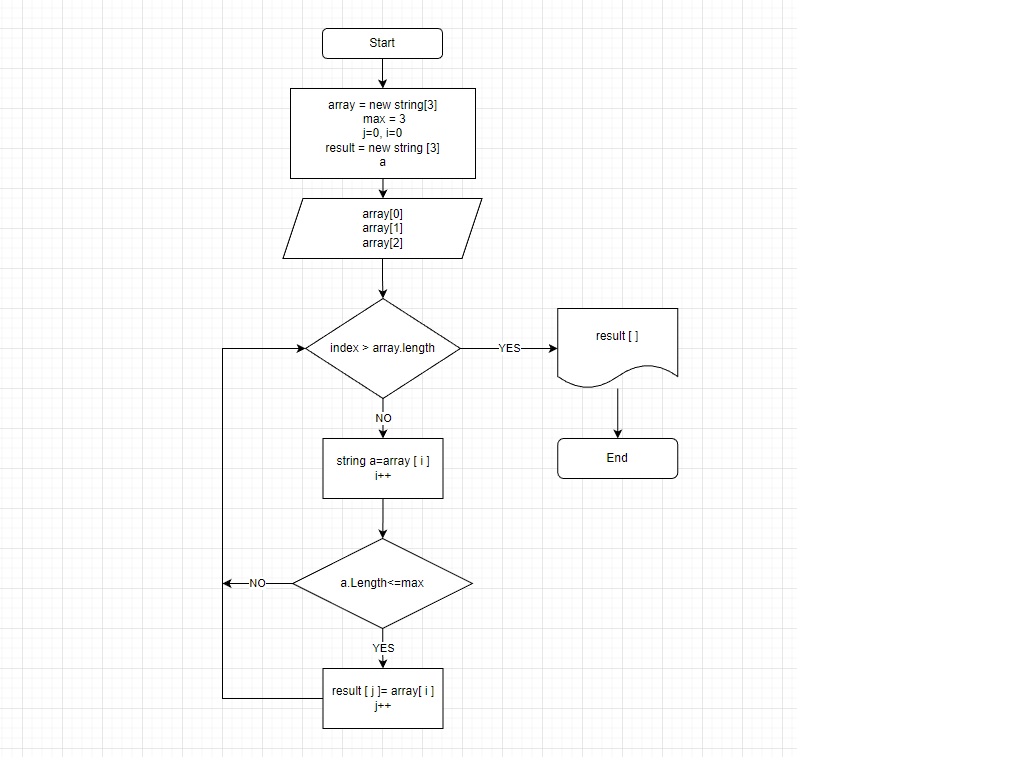 Start
array = new string[3]
max = 3
j=0, i=0
result = new string [3]
a
array[0]
array[1]
array[2]
index > array.length
YES
result [ ]
NO
string a=array [ i ]
i++
End
a.Length<=max
NO
YES
result [ j ]= array[ i ]
j++